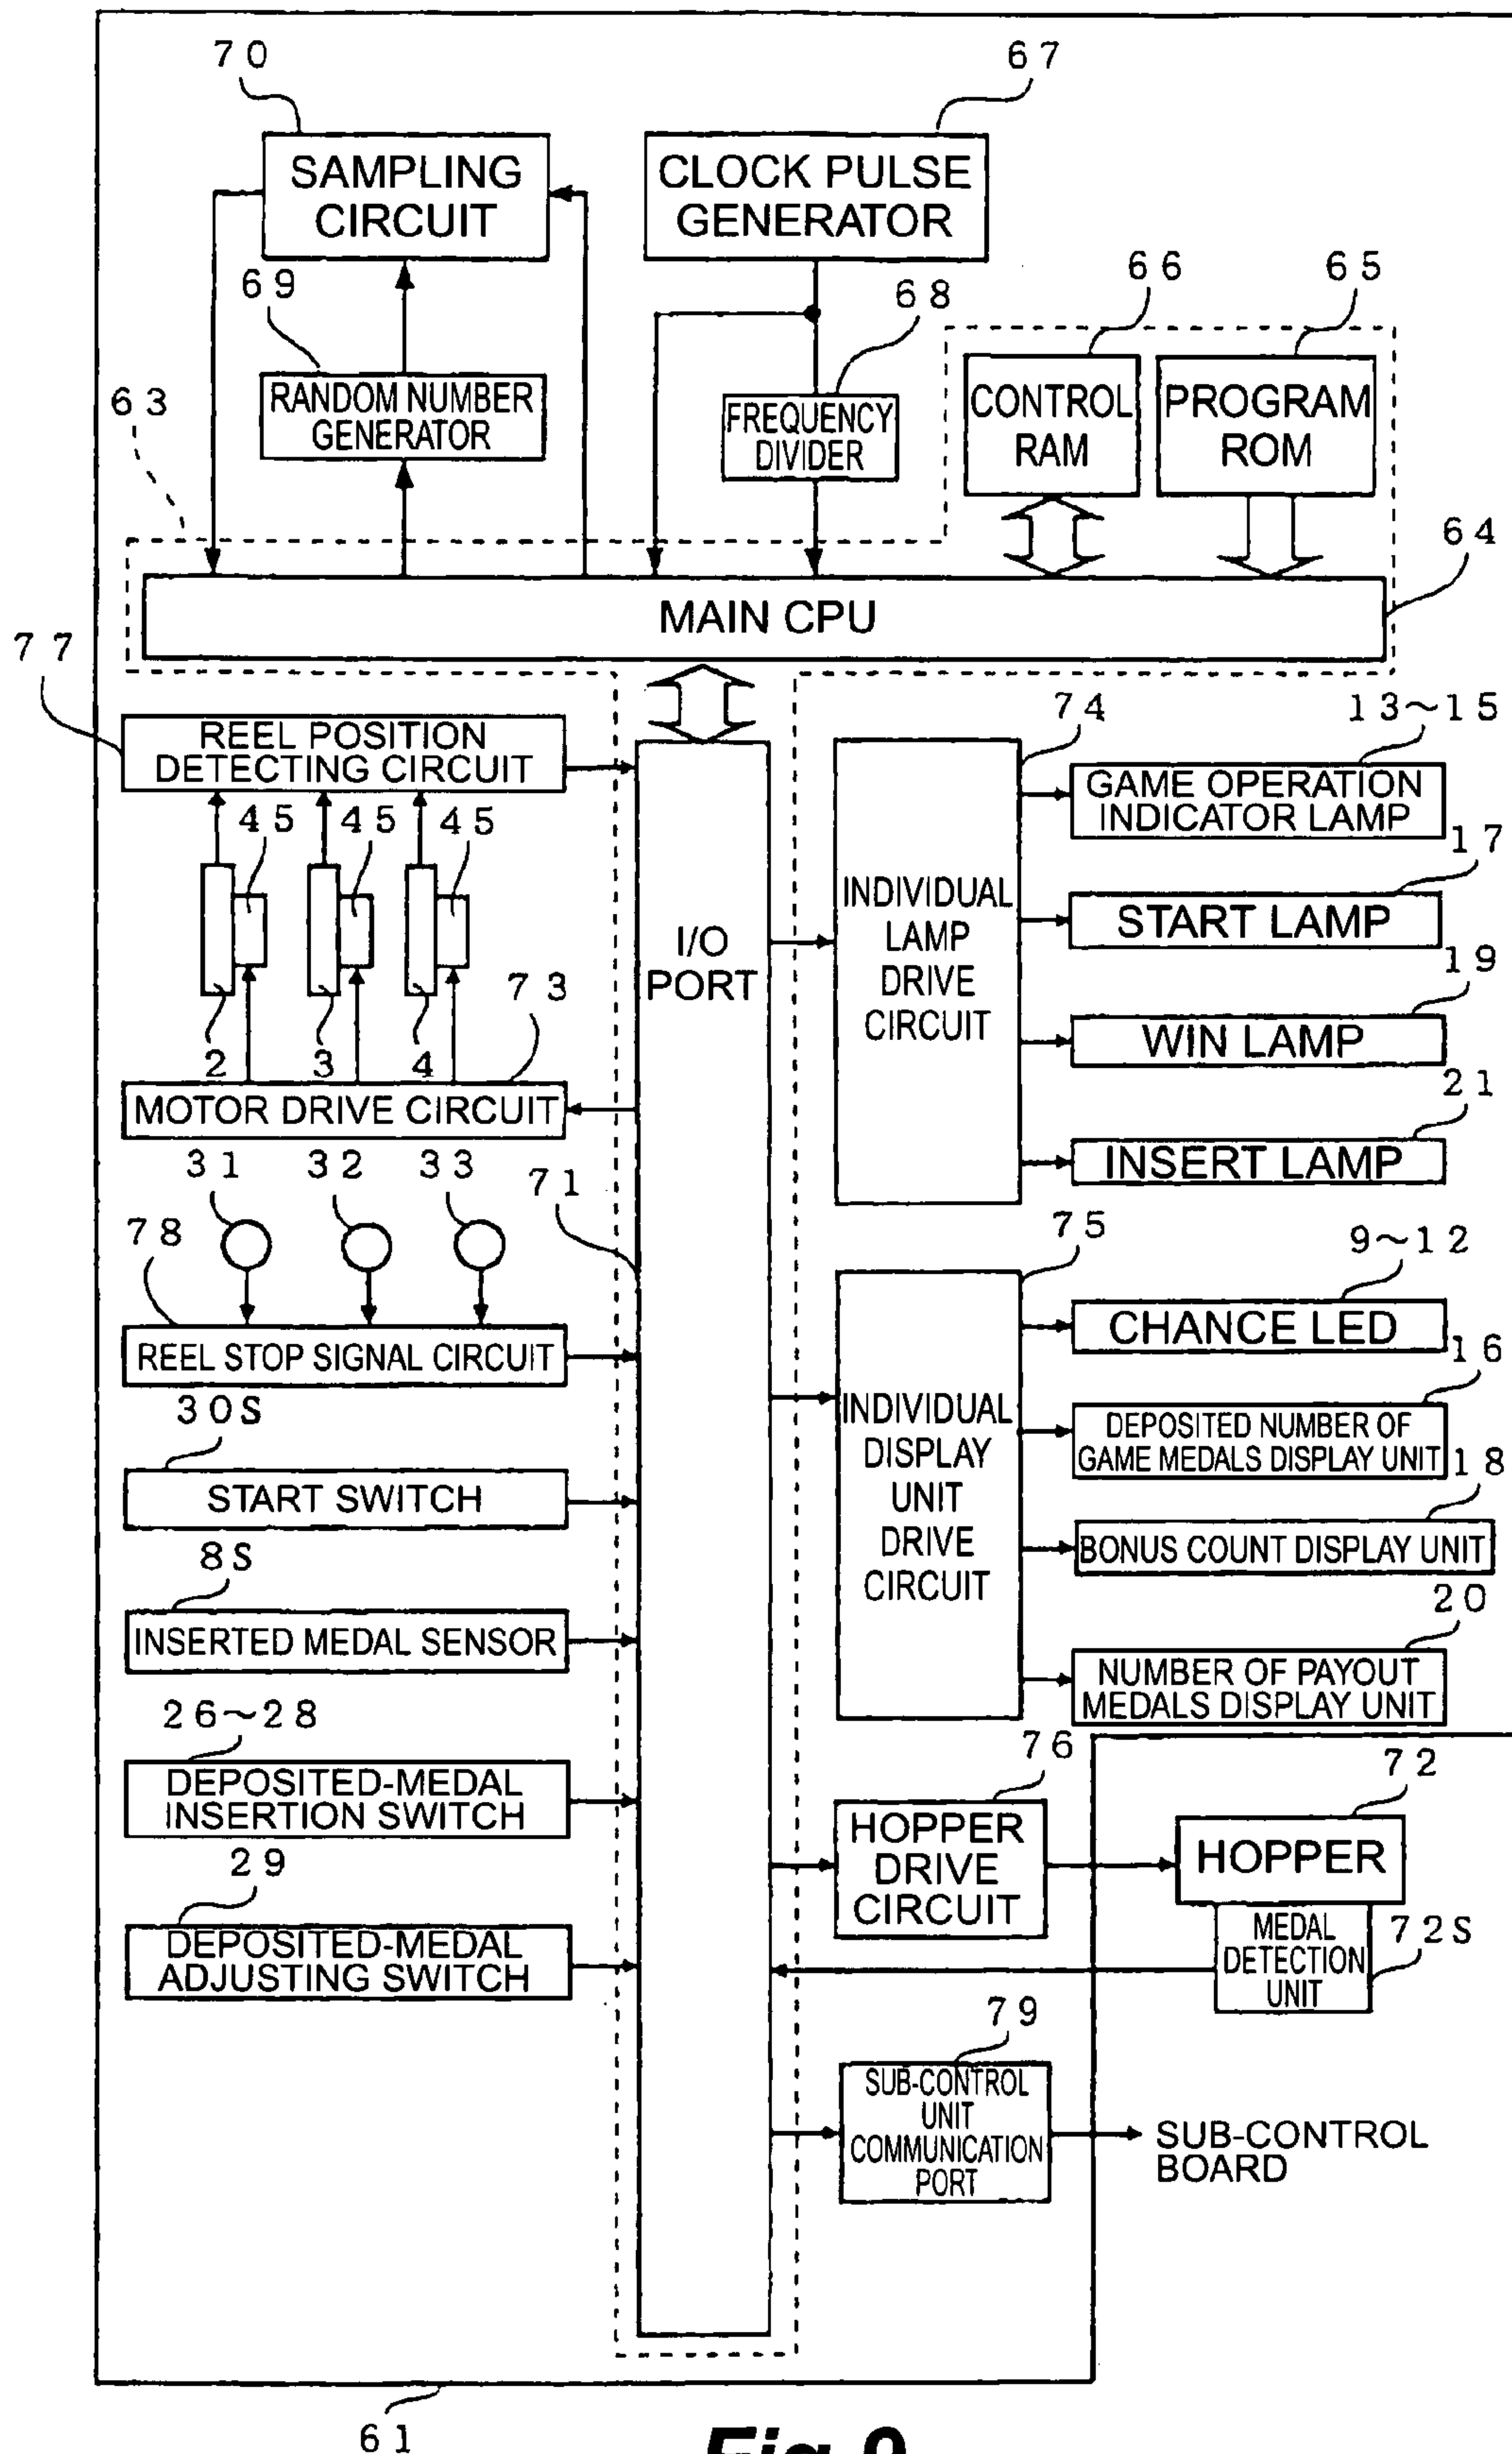 70
67
SAMPLING
CIRCUIT
CLOCK PULSE
GENERATOR
69
68
66
65
63
RANDOM NUMBER
GENERATOR
FREQUENCY
DIVIDER
CONTROL
RAM
PROGRAM
ROM
64
MAIN CPU
77
REEL POSITION
DETECTING CIRCUIT
45
45
45
2
3
4
73
MOTOR DRIVE CIRCUIT
31
32
33
71
78
REEL STOP SIGNAL CIRCUIT
30S
START SWITCH
8S
INSERTED MEDAL SENSOR
26~28
DEPOSITED-MEDAL
INSERTION SWITCH
29
DEPOSITED-MEDAL
ADJUSTING SWITCH
I/O
PORT
74
INDIVIDUAL
LAMP
DRIVE
CIRCUIT
13~15
GAME OPERATION
INDICATOR LAMP
17
START LAMP
19
WIN LAMP
21
INSERT LAMP
75
INDIVIDUAL
DISPLAY
UNIT
DRIVE
CIRCUIT
9~12
CHANCE LED
16
DEPOSITED NUMBER OF
GAME MEDALS DISPLAY UNIT
18
BONUS COUNT DISPLAY UNIT
20
NUMBER OF PAYOUT
MEDALS DISPLAY UNIT
76
HOPPER
DRIVE
CIRCUIT
72
HOPPER
MEDAL
DETECTION
UNIT
72S
79
SUB-CONTROL
UNIT
COMMUNICATION
PORT
SUB-CONTROL
BOARD
61
Fig.9